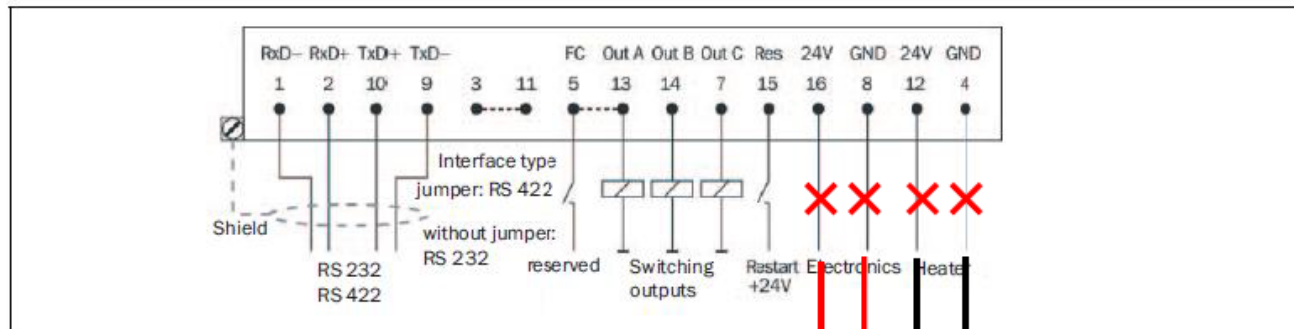 RxD– RxD+ TxD+ TxD– FC Out A Out B Out C Res 24V GND 24V GND
1 2 10 9 3 11 5 13 14 7 15 16 8 12 4
Interface type
jumper: RS 422
Shield
without jumper:
RS 232
RS 232
RS 422
reserved
Switching
outputs
Restart
+24V
Electronics
Heater